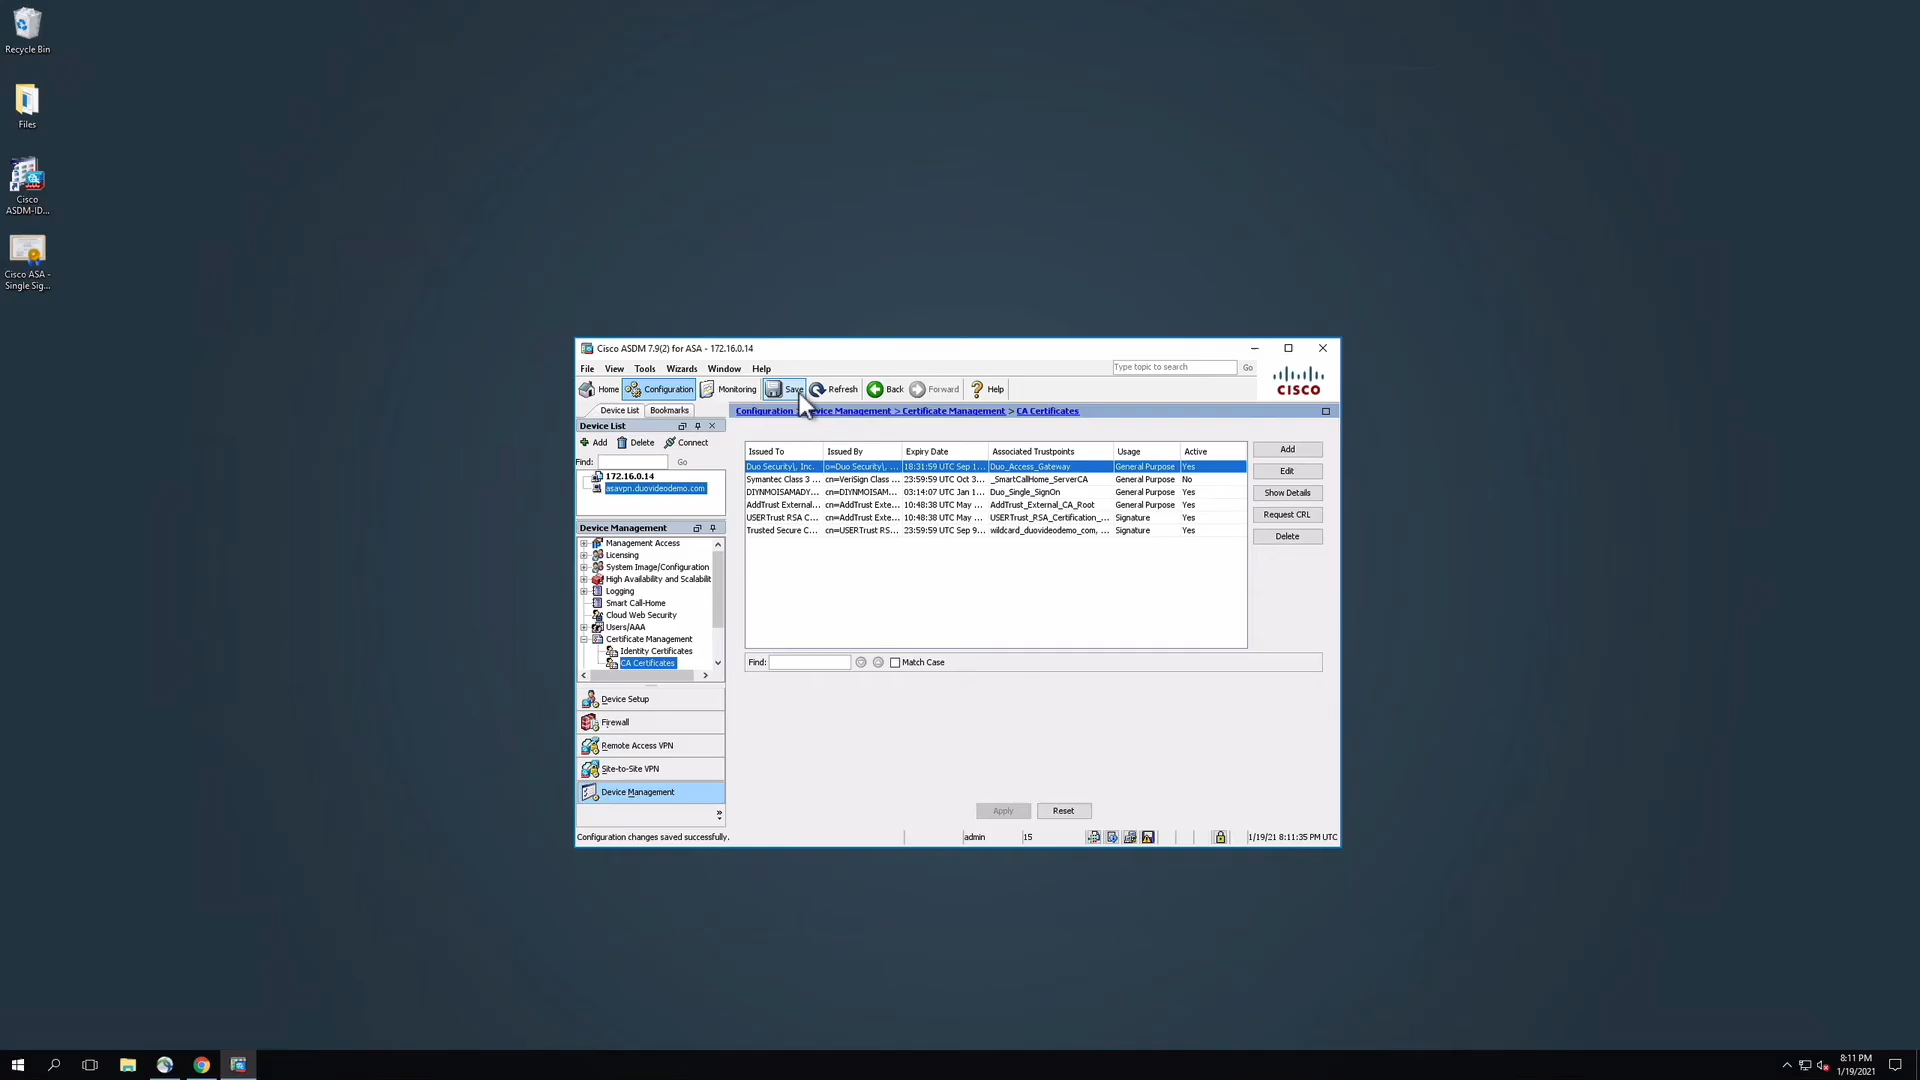 Recycle Bin
Files
Cisco
ASDM-ID...
Cisco ASA -
Single Sig...
Cisco ASDM 7.9(2) for ASA - 172.16.0.14
File View Tools Wizards Window Help
Type to search Go
Home Configuration Monitoring Save Refresh Back Forward Help
CISCO
Device List Bookmarks
Configuration > Device Management > Certificate Management > CA Certificates
Device List
Add Delete Connect
Find: Go
172.16.0.14
asavpn.duovideodemo.com
Device Management
Management Access
Licensing
System Image/Configuration
High Availability and Scalabilit
Logging
Smart Call-Home
Cloud Web Security
Users/AAA
Certificate Management
Identity Certificates
CA Certificates
Device Setup
Firewall
Remote Access VPN
Site-to-Site VPN
Device Management
Issued To Issued By Expiry Date Associated Trustpoints Usage Active
Duo Security\, Inc. o=Duo Security\, ... 18:31:59 UTC Sep 1... Duo_Access_Gateway General Purpose Yes
Symantec Class 3 ... cn=VeriSign Class ... 23:59:59 UTC Oct 3... _SmartCallHome_ServerCA General Purpose No
DIYNMOISAMADY... cn=DIYNMOISAM... 03:14:07 UTC Jan 1... Duo_Single_SignOn General Purpose Yes
AddTrust External... cn=AddTrust Exte... 10:48:38 UTC May ... AddTrust_External_CA_Root General Purpose Yes
USERTrust RSA C... cn=AddTrust Exte... 10:48:38 UTC May ... USERTrust_RSA_Certification_... Signature Yes
Trusted Secure C... cn=USERTrust RS... 23:59:59 UTC Sep 9... wildcard_duovideodemo_com, ... Signature Yes
Add
Edit
Show Details
Request CRL
Delete
Find: Match Case
Apply Reset
Configuration changes saved successfully. admin 15 1/19/21 8:11:35 PM UTC
8:11 PM
1/19/2021